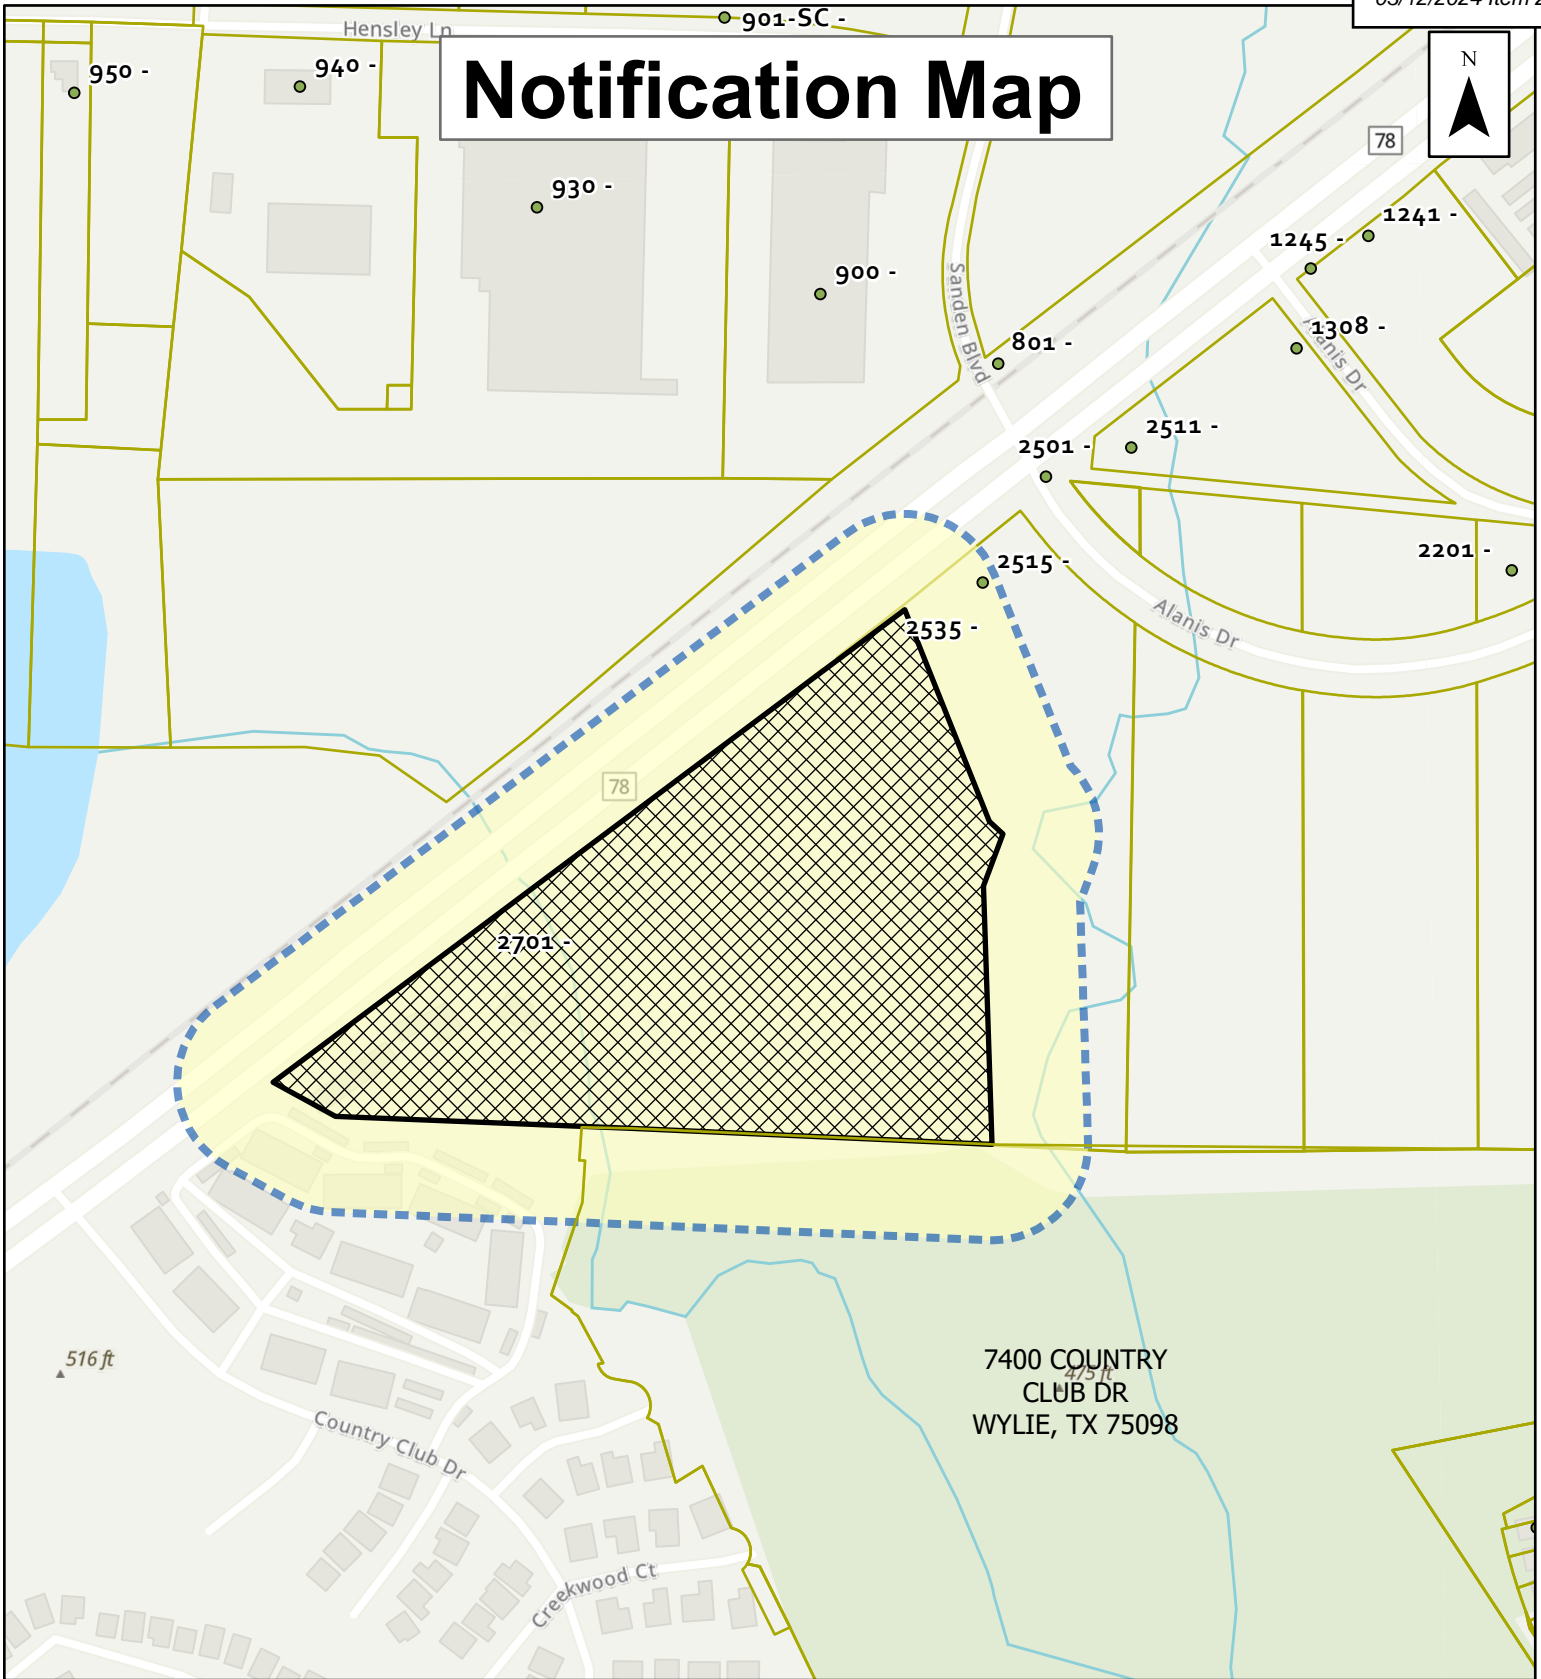 Hensley Ln
901-SC -
950 -
940 -
Notification Map
N
78
930 -
1241 -
1245 -
900 -
Sanden Blvd
1308 -
801 -
Alanis Dr
2511 -
2501 -
2201 -
2515 -
Alanis Dr
2535 -
78
2701 -
516 ft
7400 COUNTRY
475 ft
CLUB DR
WYLIE, TX 75098
Country Club Dr
Creekwood Ct